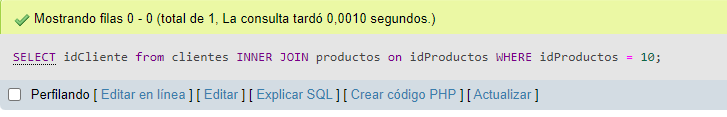 Mostrando filas 0 - 0 (total de 1, La consulta tardó 0,0010 segundos.)
SELECT idCliente from clientes INNER JOIN productos on idProductos WHERE idProductos = 10;
Perfilando [ Editar en línea ] [ Editar ] [ Explicar SQL ] [ Crear código PHP ] [ Actualizar ]